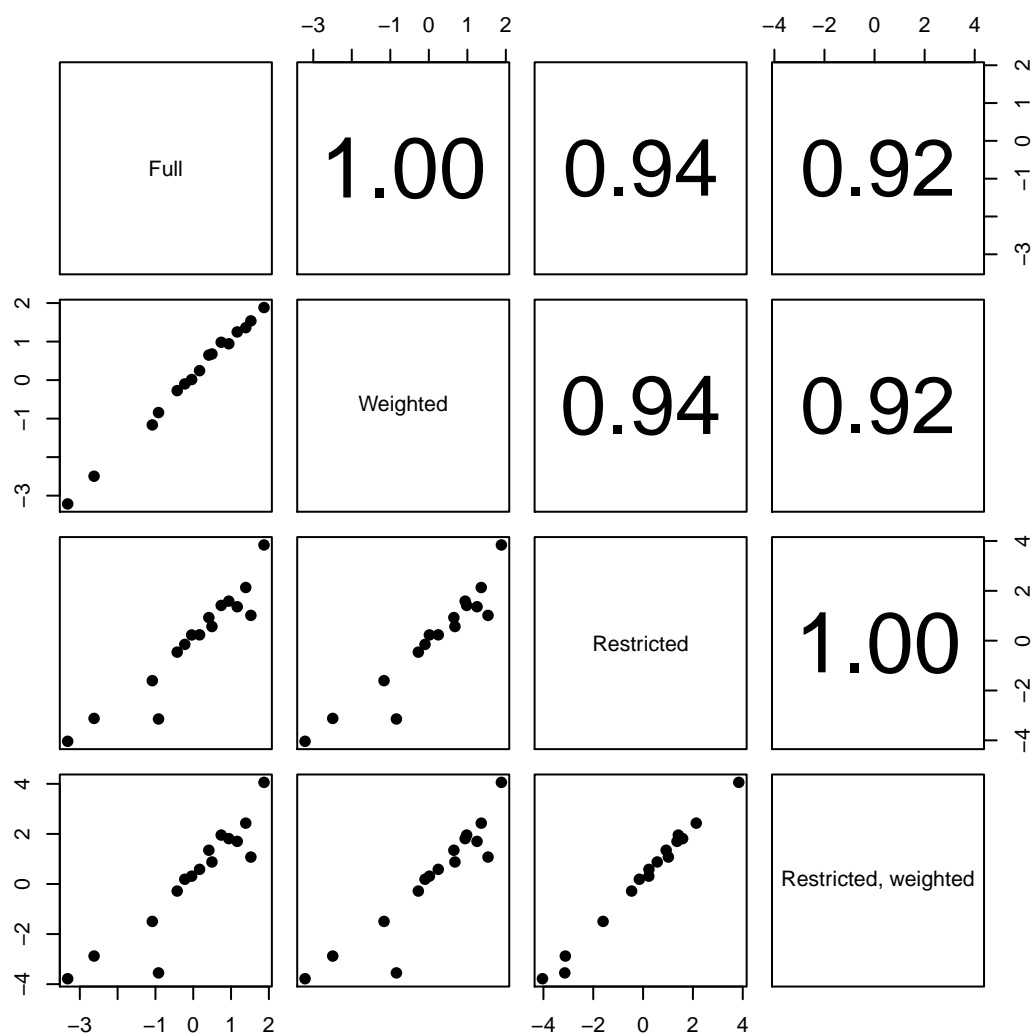 −3 −1 0 1 2 −4 −2 0 2 4
Full 1.00 0.94 0.92
−3 −1 0 1 2
−3 −1 0 1 2
Weighted 0.94 0.92
Restricted 1.00
−4 −2 0 2 4
−4 −2 0 2 4
Restricted, weighted
−3 −1 0 1 2 −4 −2 0 2 4